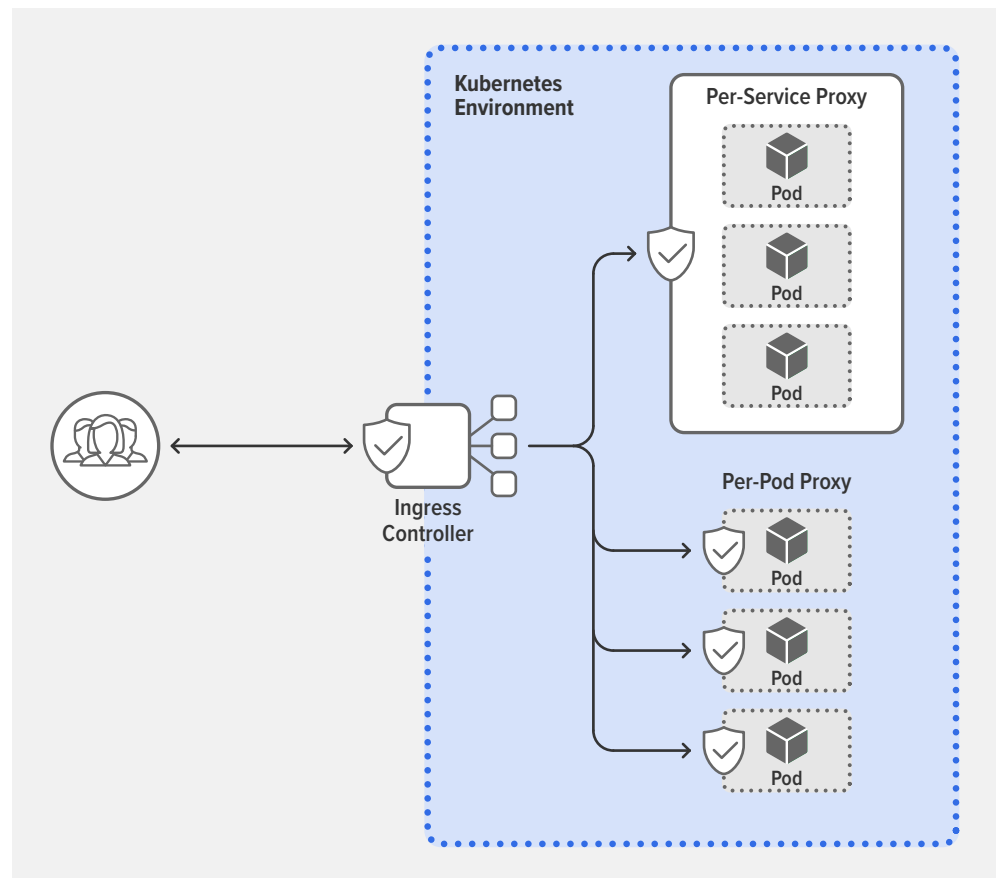 Kubernetes
Environment
Per-Service Proxy
Pod
Pod
Pod
Ingress
Controller
Per-Pod Proxy
Pod
Pod
Pod